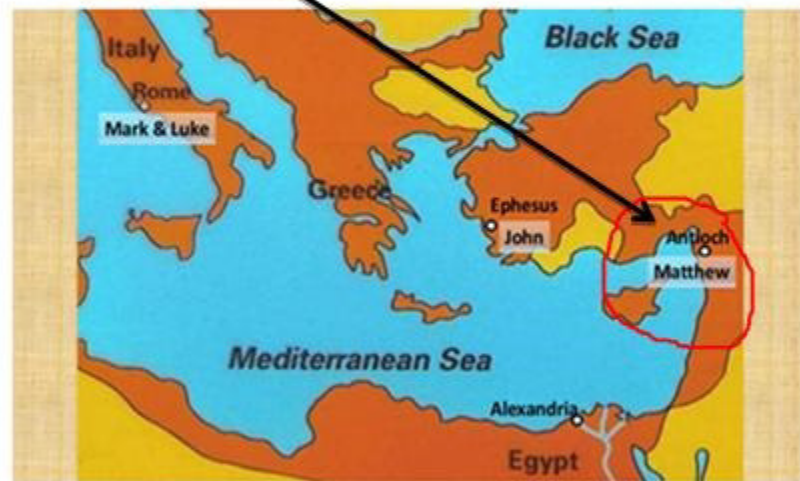 Italy
Black Sea
Rome
Mark & Luke
Greece
Ephesus
John
Antioch
Matthew
Mediterranean Sea
Alexandria
Egypt